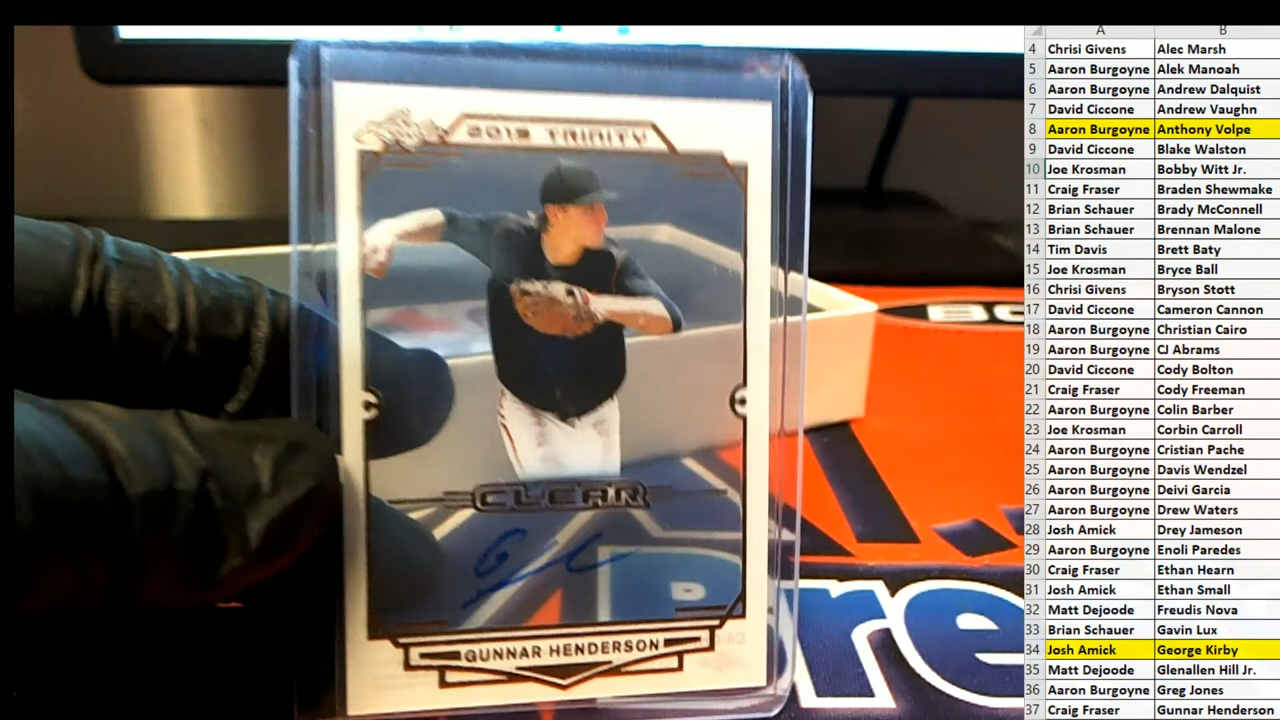 2019 TRINITY
CLEAR
GUNNAR HENDERSON
A B
4 Chrisi Givens Alec Marsh
5 Aaron Burgoyne Alek Manoah
6 Aaron Burgoyne Andrew Dalquist
7 David Ciccone Andrew Vaughn
8 Aaron Burgoyne Anthony Volpe
9 David Ciccone Blake Walston
10 Joe Krosman Bobby Witt Jr.
11 Craig Fraser Braden Shewmake
12 Brian Schauer Brady McConnell
13 Brian Schauer Brennan Malone
14 Tim Davis Brett Baty
15 Joe Krosman Bryce Ball
16 Chrisi Givens Bryson Stott
17 David Ciccone Cameron Cannon
18 Aaron Burgoyne Christian Cairo
19 Aaron Burgoyne CJ Abrams
20 David Ciccone Cody Bolton
21 Craig Fraser Cody Freeman
22 Aaron Burgoyne Colin Barber
23 Joe Krosman Corbin Carroll
24 Aaron Burgoyne Cristian Pache
25 Aaron Burgoyne Davis Wendzel
26 Aaron Burgoyne Deivi Garcia
27 Aaron Burgoyne Drew Waters
28 Josh Amick Drey Jameson
29 Aaron Burgoyne Enoli Paredes
30 Craig Fraser Ethan Hearn
31 Josh Amick Ethan Small
32 Matt Dejoode Freudis Nova
33 Brian Schauer Gavin Lux
34 Josh Amick George Kirby
35 Matt Dejoode Glenallen Hill Jr.
36 Aaron Burgoyne Greg Jones
37 Craig Fraser Gunnar Henderson